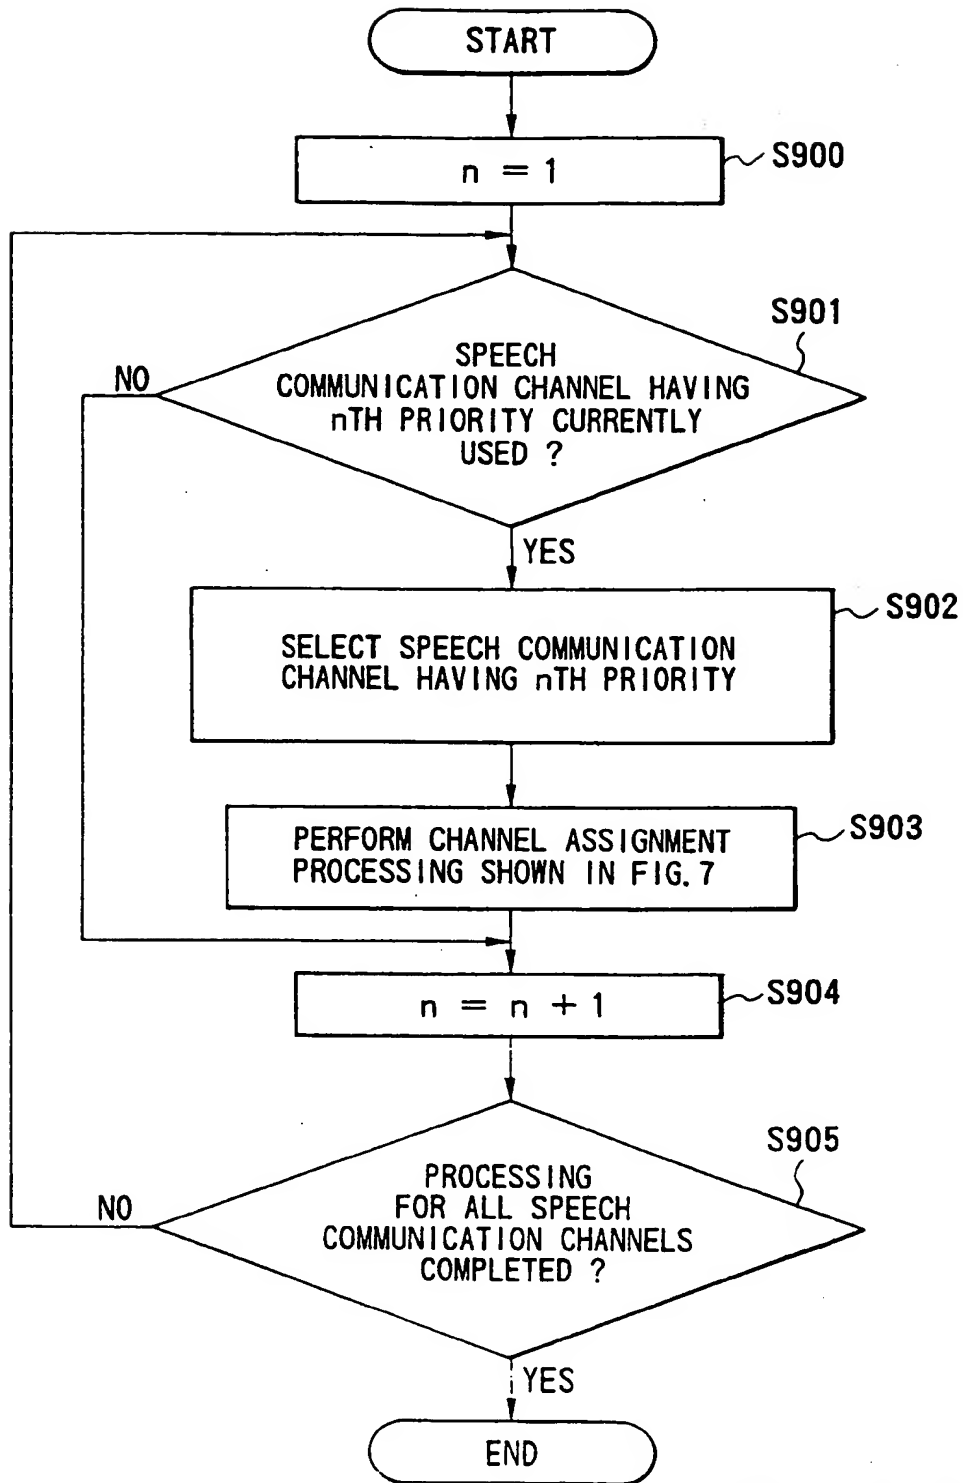 START
n = 1
S900
S901
SPEECH
COMMUNICATION CHANNEL HAVING
nTH PRIORITY CURRENTLY
USED ?
NO
YES
S902
SELECT SPEECH COMMUNICATION
CHANNEL HAVING nTH PRIORITY
S903
PERFORM CHANNEL ASSIGNMENT
PROCESSING SHOWN IN FIG. 7
n = n + 1
S904
S905
PROCESSING
FOR ALL SPEECH
COMMUNICATION CHANNELS
COMPLETED ?
NO
YES
END